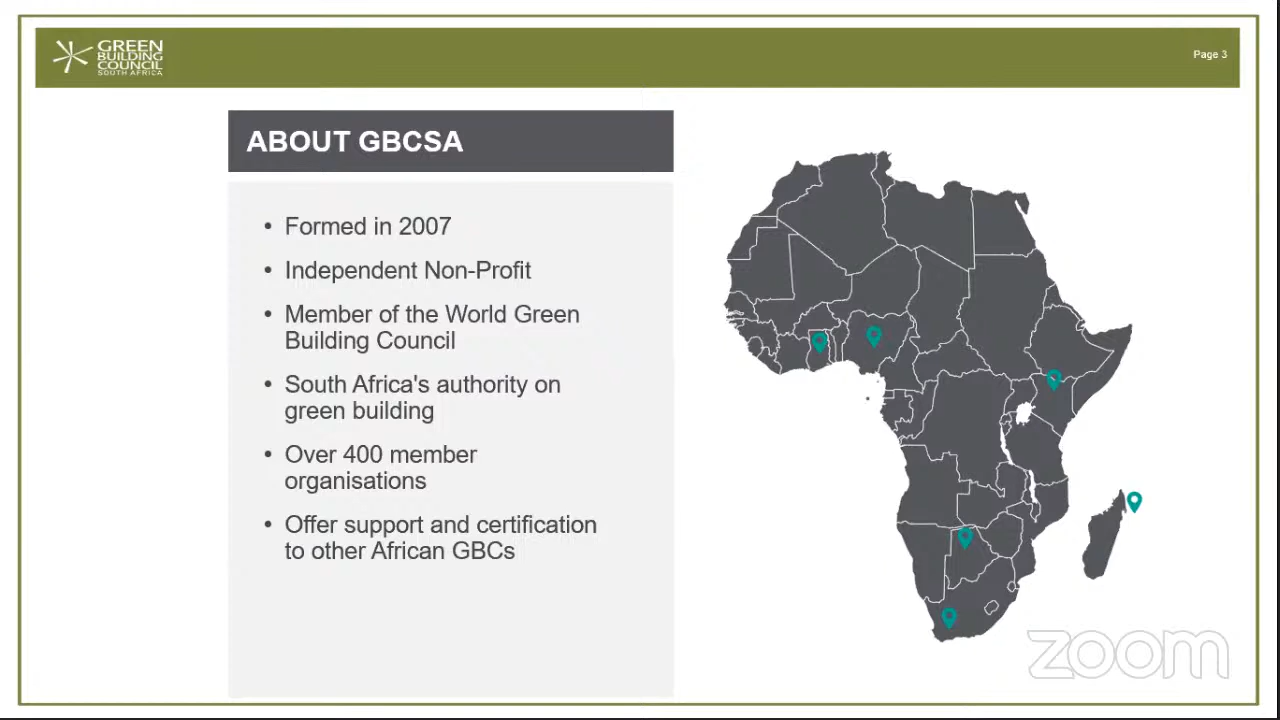 GREEN
BUILDING
COUNCIL
SOUTH AFRICA
Page 3
ABOUT GBCSA
• Formed in 2007
• Independent Non-Profit
• Member of the World Green
Building Council
• South Africa's authority on
green building
• Over 400 member
organisations
• Offer support and certification
to other African GBCs
zoom